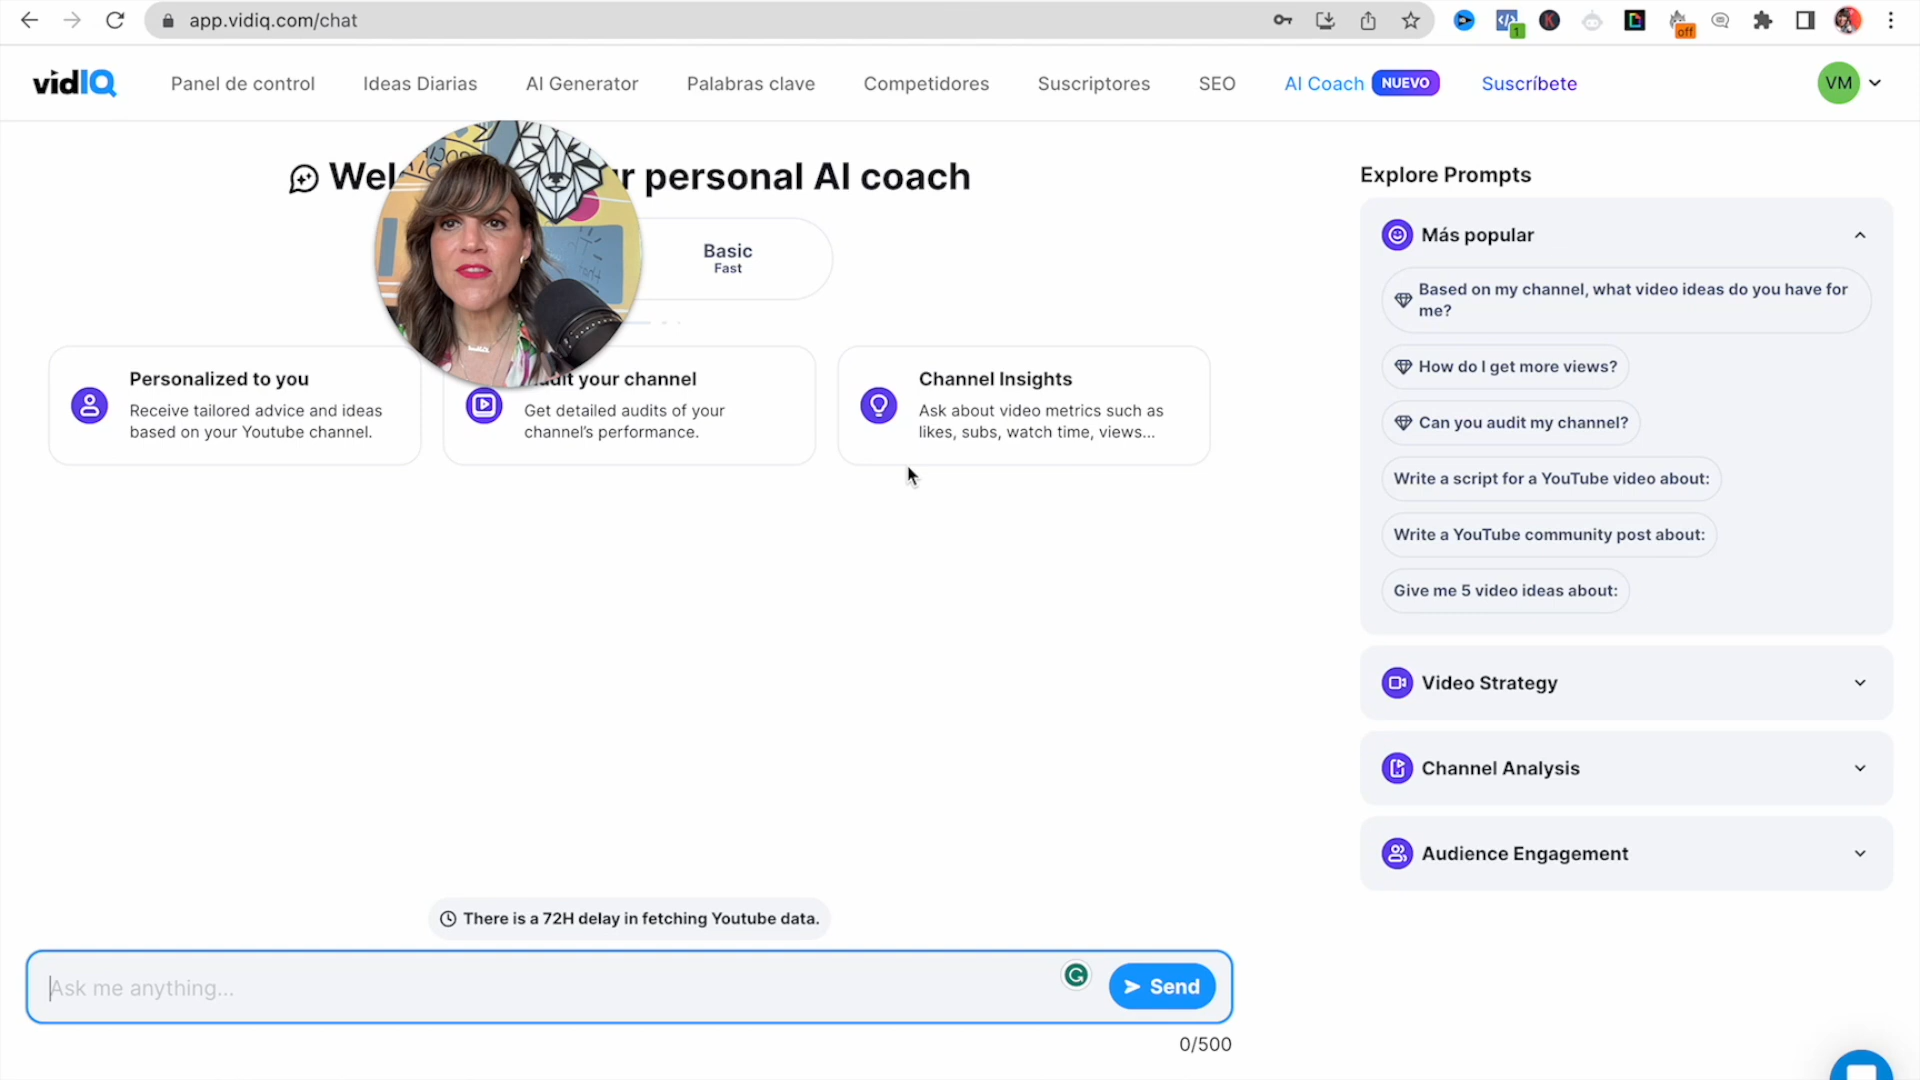 app.vidiq.com/chat
1
off
vidIQ
Panel de control
Ideas Diarias
AI Generator
Palabras clave
Competidores
Suscriptores
SEO
AI Coach
NUEVO
Suscríbete
VM
personal AI coach
Basic
Fast
Personalized to you
Receive tailored advice and ideas
based on your Youtube channel.
your channel
Get detailed audits of your
channel's performance.
Channel Insights
Ask about video metrics such as
likes, subs, watch time, views...
Explore Prompts
Más popular
Based on my channel, what video ideas do you have for
me?
How do I get more views?
Can you audit my channel?
Write a script for a YouTube video about:
Write a YouTube community post about:
Give me 5 video ideas about:
Video Strategy
Channel Analysis
Audience Engagement
There is a 72H delay in fetching Youtube data.
Ask me anything...
Send
0/500